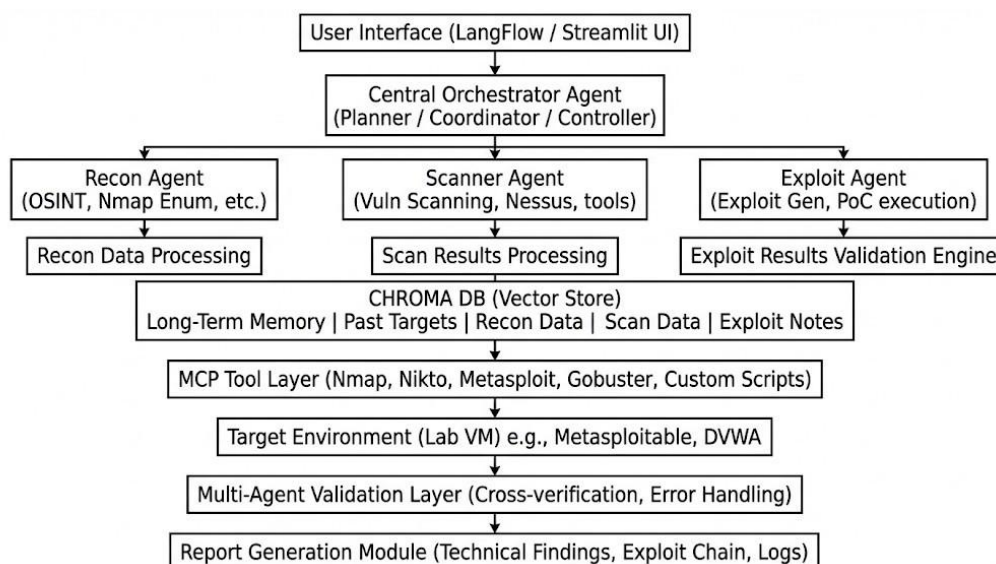 User Interface (LangFlow / Streamlit UI)
Central Orchestrator Agent
(Planner / Coordinator / Controller)
Recon Agent
(OSINT, Nmap Enum, etc.)
Scanner Agent
(Vuln Scanning, Nessus, tools)
Exploit Agent
(Exploit Gen, PoC execution)
Recon Data Processing
Scan Results Processing
Exploit Results Validation Engine
CHROMA DB (Vector Store)
Long-Term Memory | Past Targets | Recon Data | Scan Data | Exploit Notes
MCP Tool Layer (Nmap, Nikto, Metasploit, Gobuster, Custom Scripts)
Target Environment (Lab VM) e.g., Metasploitable, DVWA
Multi-Agent Validation Layer (Cross-verification, Error Handling)
Report Generation Module (Technical Findings, Exploit Chain, Logs)